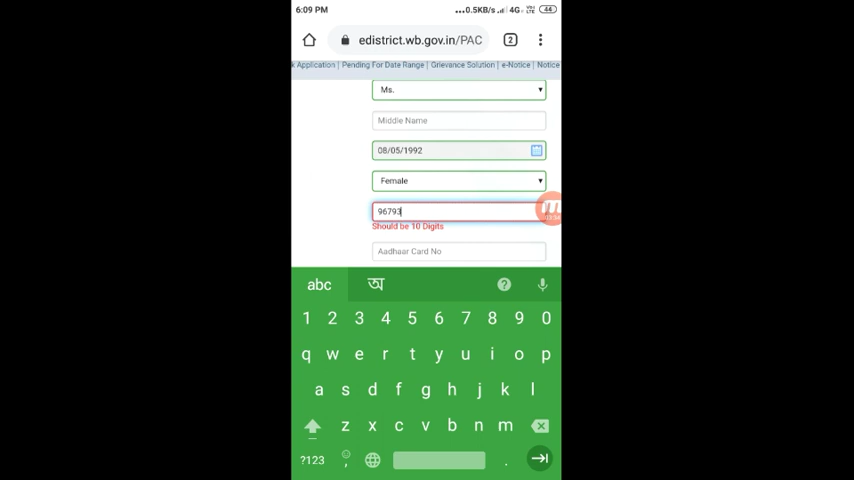 6:09 PM ...0.5KB/s 4G 44
edistrict.wb.gov.in/PAC 2
k Application | Pending For Date Range | Grievance Solution | e-Notice | Notice
Ms.
Middle Name
08/05/1992
Female
96793
Should be 10 Digits
Aadhaar Card No
abc অ ?
1 2 3 4 5 6 7 8 9 0
q w e r t y u i o p
a s d f g h j k l
z x c v b n m
?123 , .